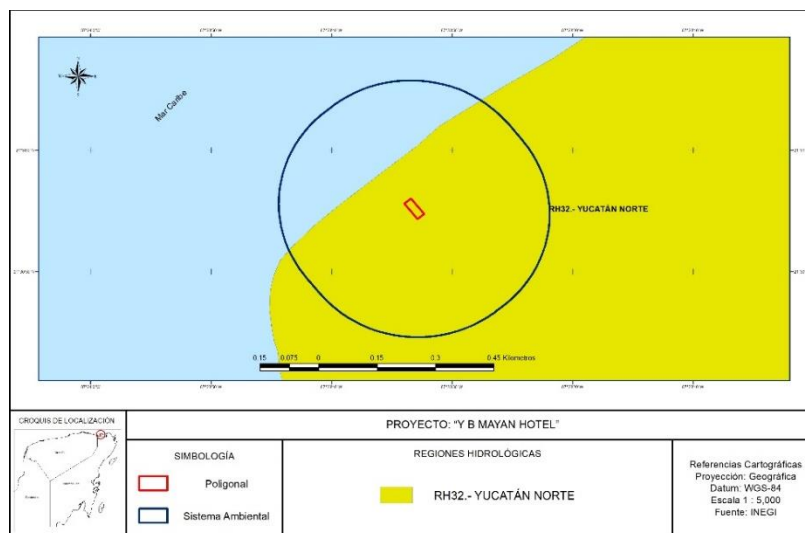 Mar Caribe
RH32.- YUCATÁN NORTE
0.15 0.075 0 0.15 0.3 0.45 Kilometros
CROQUIS DE LOCALIZACIÓN
PROYECTO: "Y B MAYAN HOTEL"
SIMBOLOGÍA
Poligonal
Sistema Ambiental
REGIONES HIDROLÓGICAS
RH32.- YUCATÁN NORTE
Referencias Cartográficas
Proyección: Geográfica
Datum: WGS-84
Escala 1 : 5,000
Fuente: INEGI